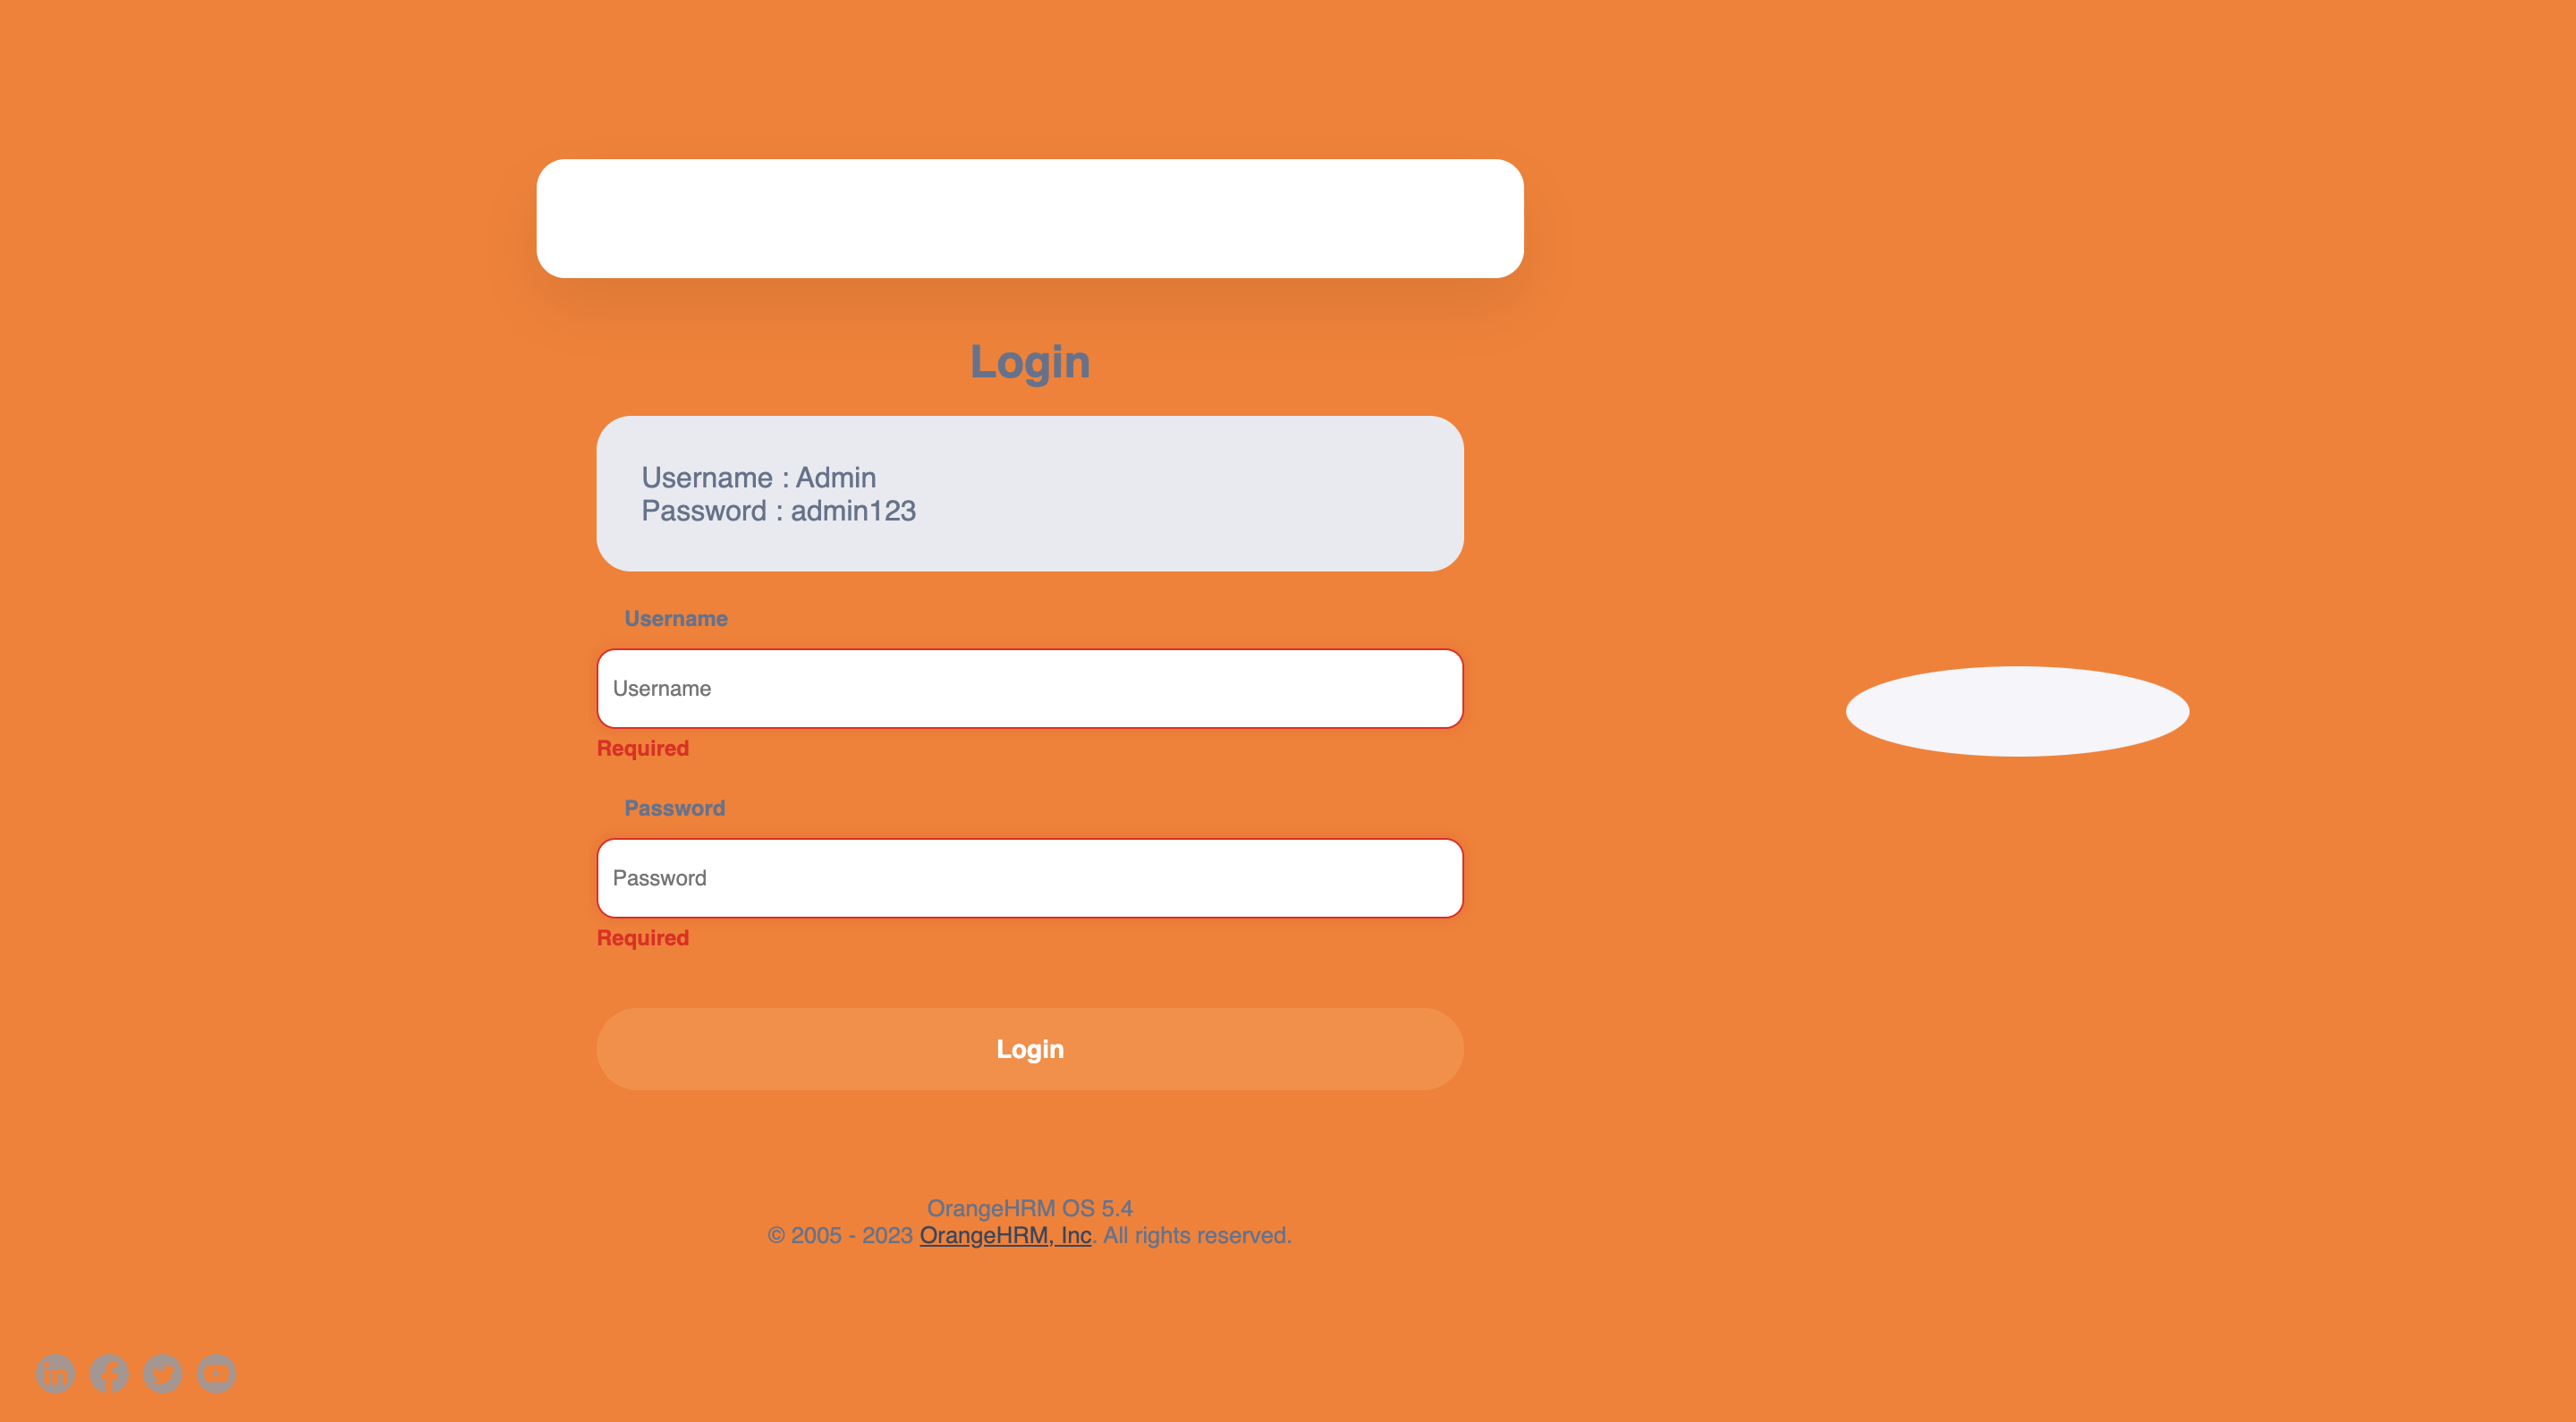 Login
Username : Admin
Password : admin123
Username
Username
Required
Password
Password
Required
Login
OrangeHRM OS 5.4
© 2005 - 2023 OrangeHRM, Inc. All rights reserved.